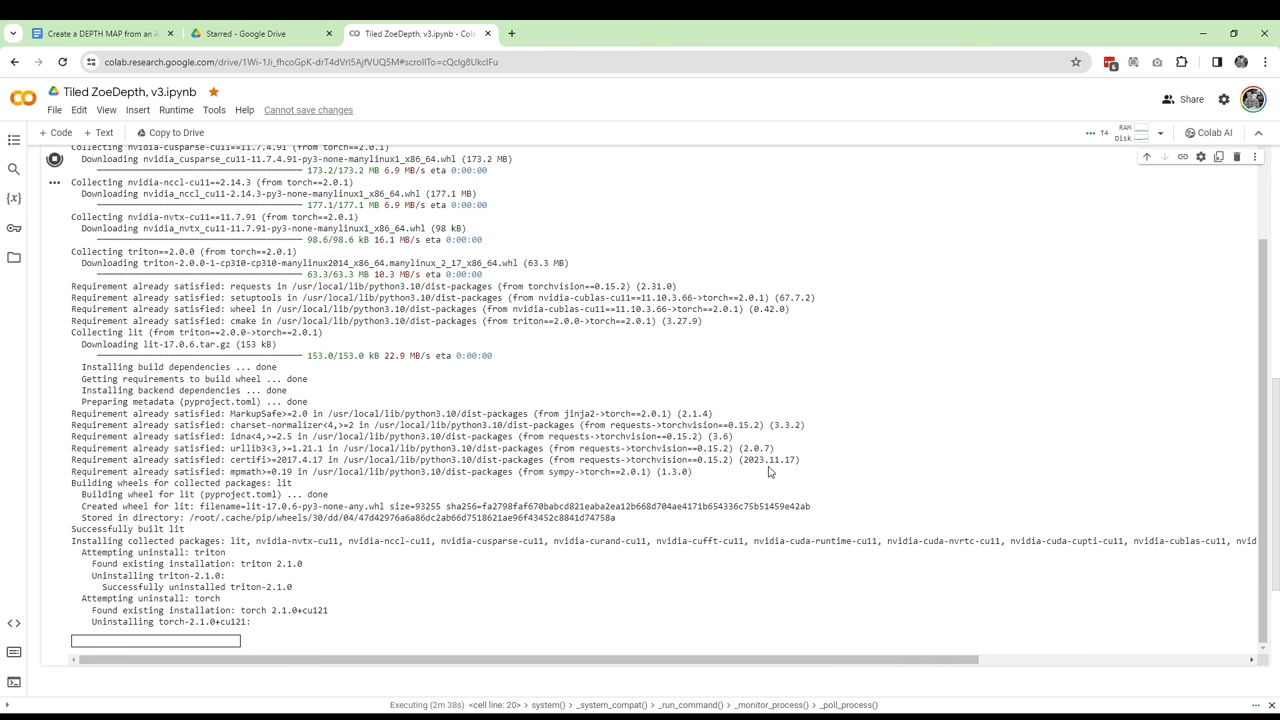 Create a DEPTH MAP from an A
Starred - Google Drive
Tiled ZoeDepth, v3.ipynb - Colab
colab.research.google.com/drive/1Wi-1Ji_fhcoGpK-drT4dVrI5AjfVUQ5M#scrollTo=cQclg8UkcIFu
6
Tiled ZoeDepth, v3.ipynb
File Edit View Insert Runtime Tools Help Cannot save changes
Share
+ Code + Text Copy to Drive
T4 RAM Disk
Colab AI
Collecting nvidia-cusparse-cu11==11.7.4.91 (from torch==2.0.1)
Downloading nvidia_cusparse_cu11-11.7.4.91-py3-none-manylinux1_x86_64.whl (173.2 MB)
173.2/173.2 MB 6.9 MB/s eta 0:00:00
Collecting nvidia-nccl-cu11==2.14.3 (from torch==2.0.1)
Downloading nvidia_nccl_cu11-2.14.3-py3-none-manylinux1_x86_64.whl (177.1 MB)
177.1/177.1 MB 6.9 MB/s eta 0:00:00
Collecting nvidia-nvtx-cu11==11.7.91 (from torch==2.0.1)
Downloading nvidia_nvtx_cu11-11.7.91-py3-none-manylinux1_x86_64.whl (98 kB)
98.6/98.6 kB 16.1 MB/s eta 0:00:00
Collecting triton==2.0.0 (from torch==2.0.1)
Downloading triton-2.0.0-1-cp310-cp310-manylinux2014_x86_64.manylinux_2_17_x86_64.whl (63.3 MB)
63.3/63.3 MB 10.3 MB/s eta 0:00:00
Requirement already satisfied: requests in /usr/local/lib/python3.10/dist-packages (from torchvision==0.15.2) (2.31.0)
Requirement already satisfied: setuptools in /usr/local/lib/python3.10/dist-packages (from nvidia-cublas-cu11==11.10.3.66->torch==2.0.1) (67.7.2)
Requirement already satisfied: wheel in /usr/local/lib/python3.10/dist-packages (from nvidia-cublas-cu11==11.10.3.66->torch==2.0.1) (0.42.0)
Requirement already satisfied: cmake in /usr/local/lib/python3.10/dist-packages (from triton==2.0.0->torch==2.0.1) (3.27.9)
Collecting lit (from triton==2.0.0->torch==2.0.1)
Downloading lit-17.0.6.tar.gz (153 kB)
153.0/153.0 kB 22.9 MB/s eta 0:00:00
Installing build dependencies ... done
Getting requirements to build wheel ... done
Installing backend dependencies ... done
Preparing metadata (pyproject.toml) ... done
Requirement already satisfied: MarkupSafe>=2.0 in /usr/local/lib/python3.10/dist-packages (from jinja2->torch==2.0.1) (2.1.4)
Requirement already satisfied: charset-normalizer<4,>=2 in /usr/local/lib/python3.10/dist-packages (from requests->torchvision==0.15.2) (3.3.2)
Requirement already satisfied: idna<4,>=2.5 in /usr/local/lib/python3.10/dist-packages (from requests->torchvision==0.15.2) (3.6)
Requirement already satisfied: urllib3<3,>=1.21.1 in /usr/local/lib/python3.10/dist-packages (from requests->torchvision==0.15.2) (2.0.7)
Requirement already satisfied: certifi>=2017.4.17 in /usr/local/lib/python3.10/dist-packages (from requests->torchvision==0.15.2) (2023.11.17)
Requirement already satisfied: mpmath>=0.19 in /usr/local/lib/python3.10/dist-packages (from sympy->torch==2.0.1) (1.3.0)
Building wheels for collected packages: lit
Building wheel for lit (pyproject.toml) ... done
Created wheel for lit: filename=lit-17.0.6-py3-none-any.whl size=93255 sha256=fa2798faf670babcd821eaba2ea12b668d704ae4171b654336c75b51459e42ab
Stored in directory: /root/.cache/pip/wheels/30/dd/04/47d42976a6a86dc2ab66d7518621ae96f43452c8841d74758a
Successfully built lit
Installing collected packages: lit, nvidia-nvtx-cu11, nvidia-nccl-cu11, nvidia-cusparse-cu11, nvidia-curand-cu11, nvidia-cufft-cu11, nvidia-cuda-runtime-cu11, nvidia-cuda-nvrtc-cu11, nvidia-cuda-cupti-cu11, nvidia-cublas-cu11, nvid
Attempting uninstall: triton
Found existing installation: triton 2.1.0
Uninstalling triton-2.1.0:
Successfully uninstalled triton-2.1.0
Attempting uninstall: torch
Found existing installation: torch 2.1.0+cu121
Uninstalling torch-2.1.0+cu121:
Executing (2m 38s) <cell line: 20> system() _system_compat() _run_command() _monitor_process() _poll_process()